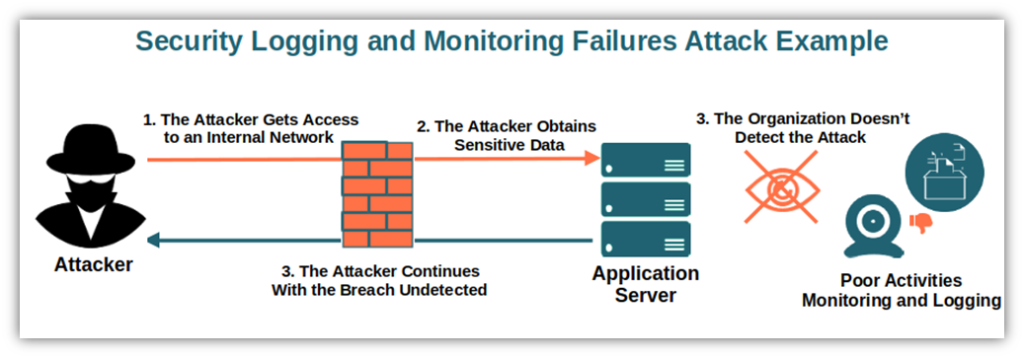 Security Logging and Monitoring Failures Attack Example
1. The Attacker Gets Access
to an Internal Network
2. The Attacker Obtains
Sensitive Data
3. The Organization Doesn't
Detect the Attack
Attacker
3. The Attacker Continues
With the Breach Undetected
Application
Server
Poor Activities
Monitoring and Logging